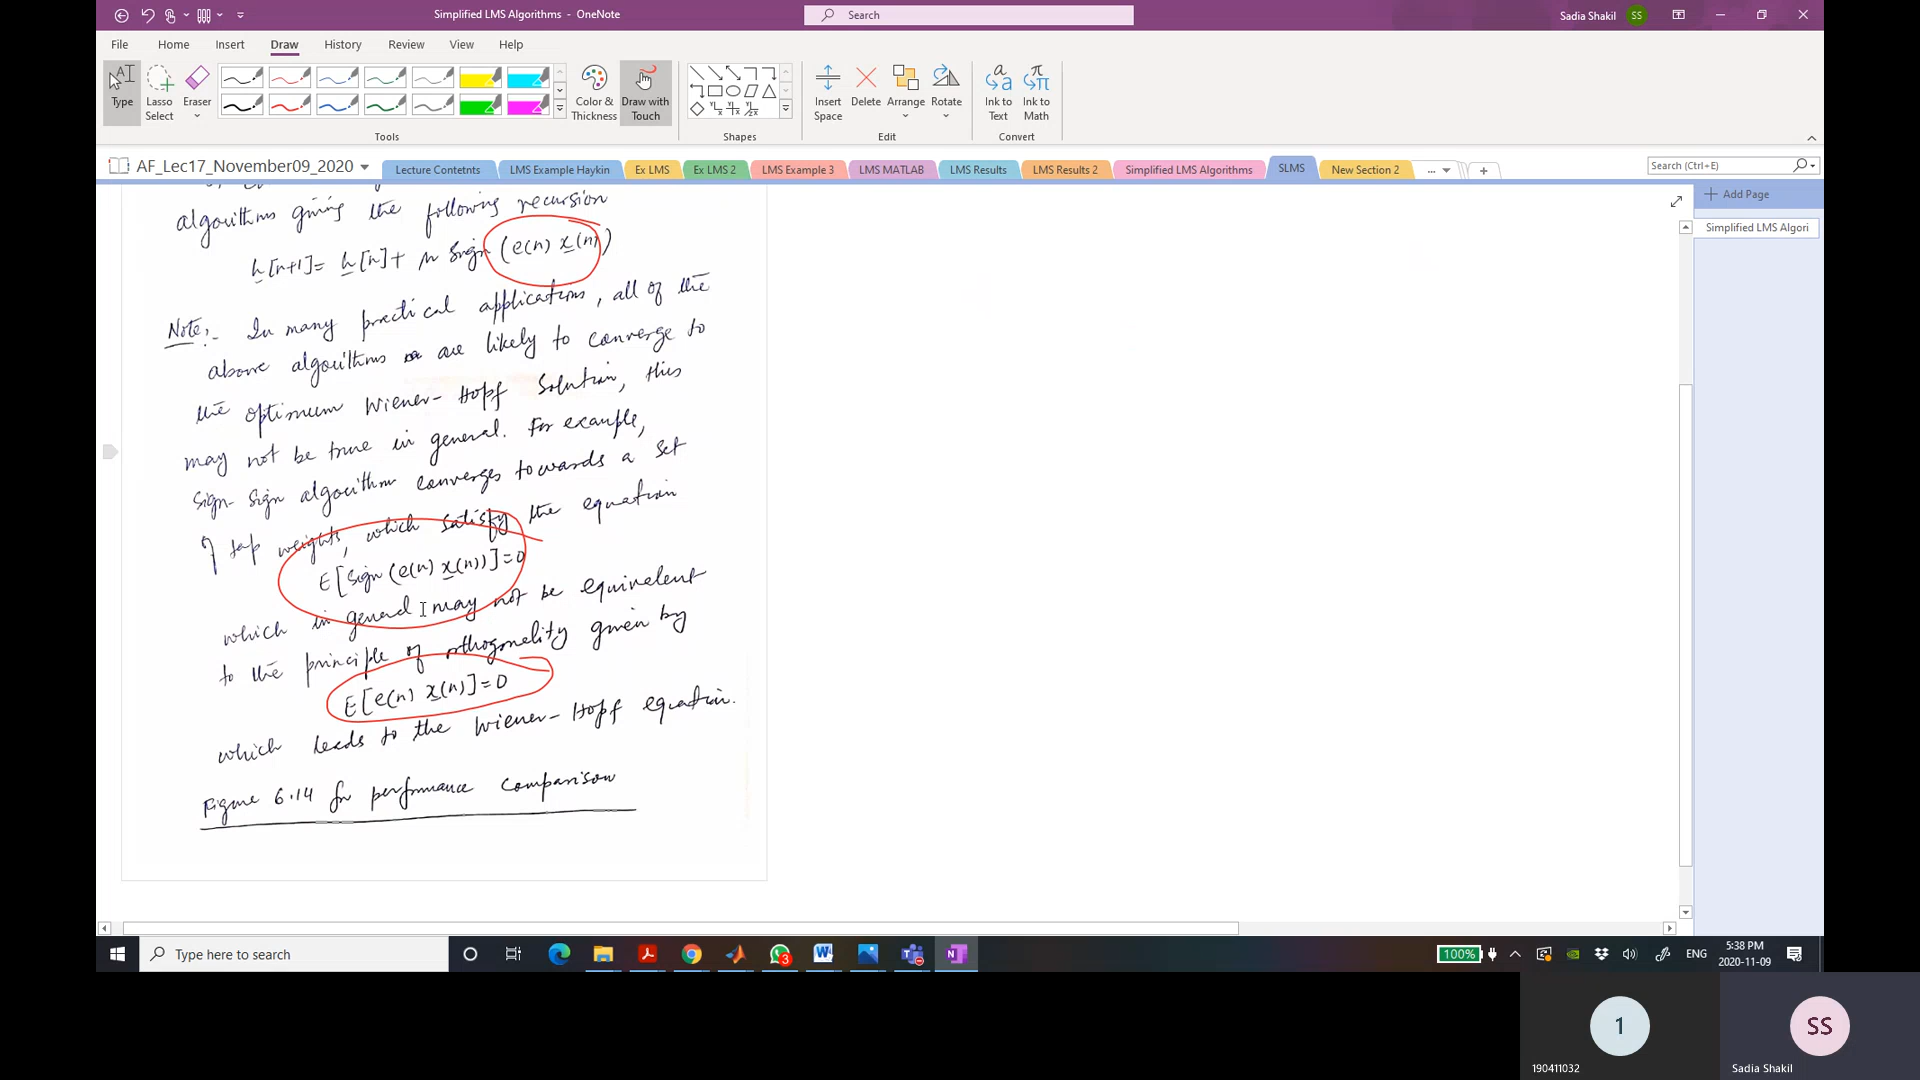 Simplified LMS Algorithms - OneNote
Search
Sadia Shakil
SS
File Home Insert Draw History Review View Help
Type
Lasso Select
Eraser
Color & Thickness
Draw with Touch
Insert Space
Delete
Arrange
Rotate
Ink to Text
Ink to Math
Tools
Shapes
Edit
Convert
AF_Lec17_November09_2020
Lecture Contetnts
LMS Example Haykin
Ex LMS
Ex LMS 2
LMS Example 3
LMS MATLAB
LMS Results
LMS Results 2
Simplified LMS Algorithms
SLMS
New Section 2
...
Search (Ctrl+E)
Add Page
Simplified LMS Algori
algorithms giving the following recursion
h[n+1] = h[n] + μ Sign (e(n) x(n))
Note:- In many practical applications, all of the
above algorithms are likely to converge to
the optimum Wiener-Hopf Solution, this
may not be true in general. For example,
Sign-Sign algorithm converges towards a set
of tap weights, which satisfy the equation
E[Sign (e(n) x(n))] = 0
which in general may not be equivalent
to the principle of orthogonality given by
E[e(n) x(n)] = 0
which leads to the Wiener-Hopf equation.
Figure 6.14 for performance comparison
Type here to search
3
100%
ENG
5:38 PM
2020-11-09
1
190411032
SS
Sadia Shakil